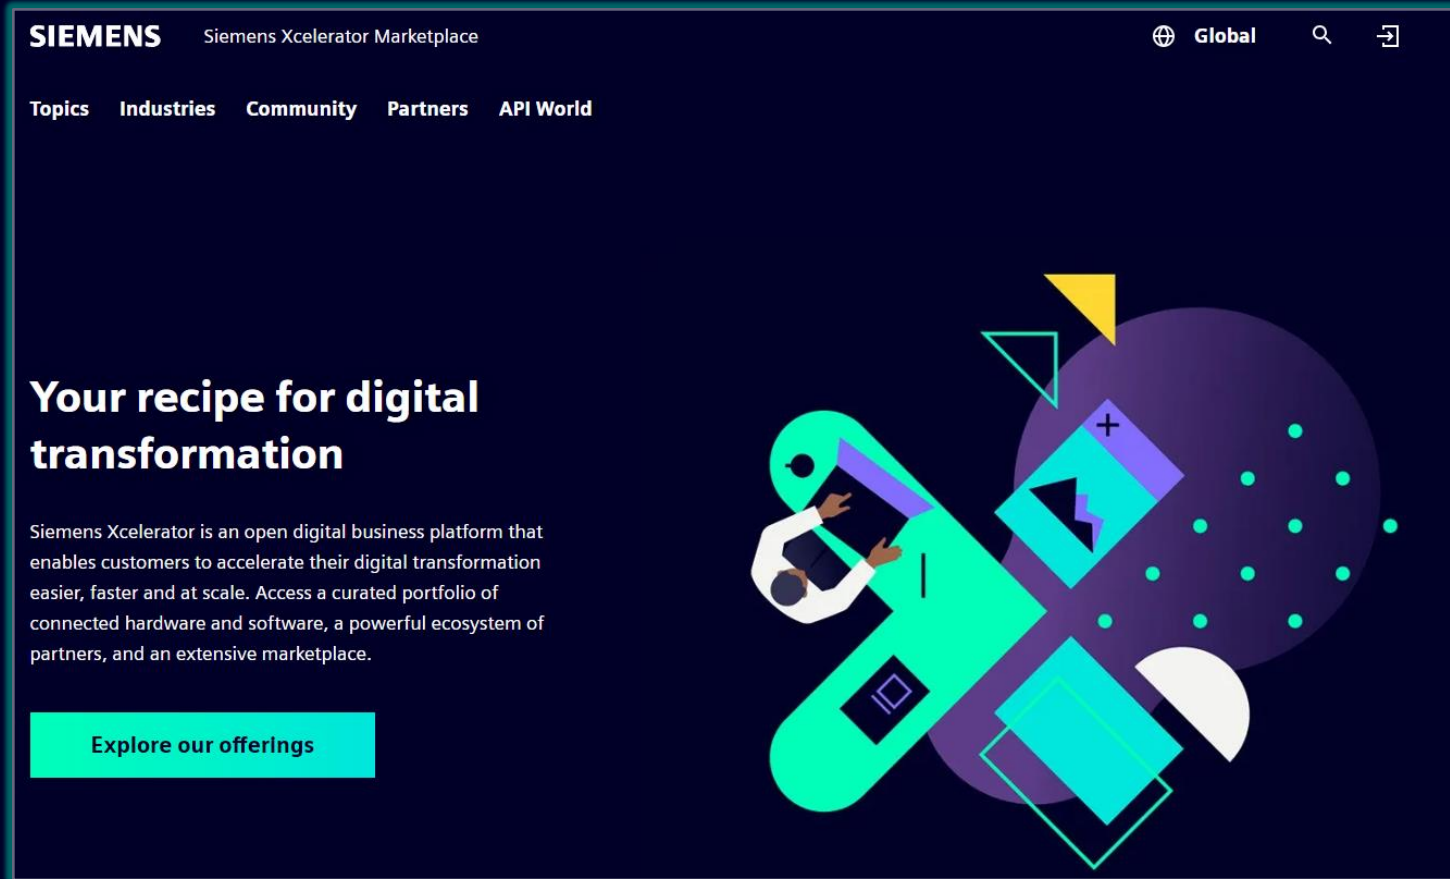 SIEMENS Siemens Xcelerator Marketplace Global
Topics Industries Community Partners API World
Your recipe for digital
transformation
Siemens Xcelerator is an open digital business platform that
enables customers to accelerate their digital transformation
easier, faster and at scale. Access a curated portfolio of
connected hardware and software, a powerful ecosystem of
partners, and an extensive marketplace.
Explore our offerings